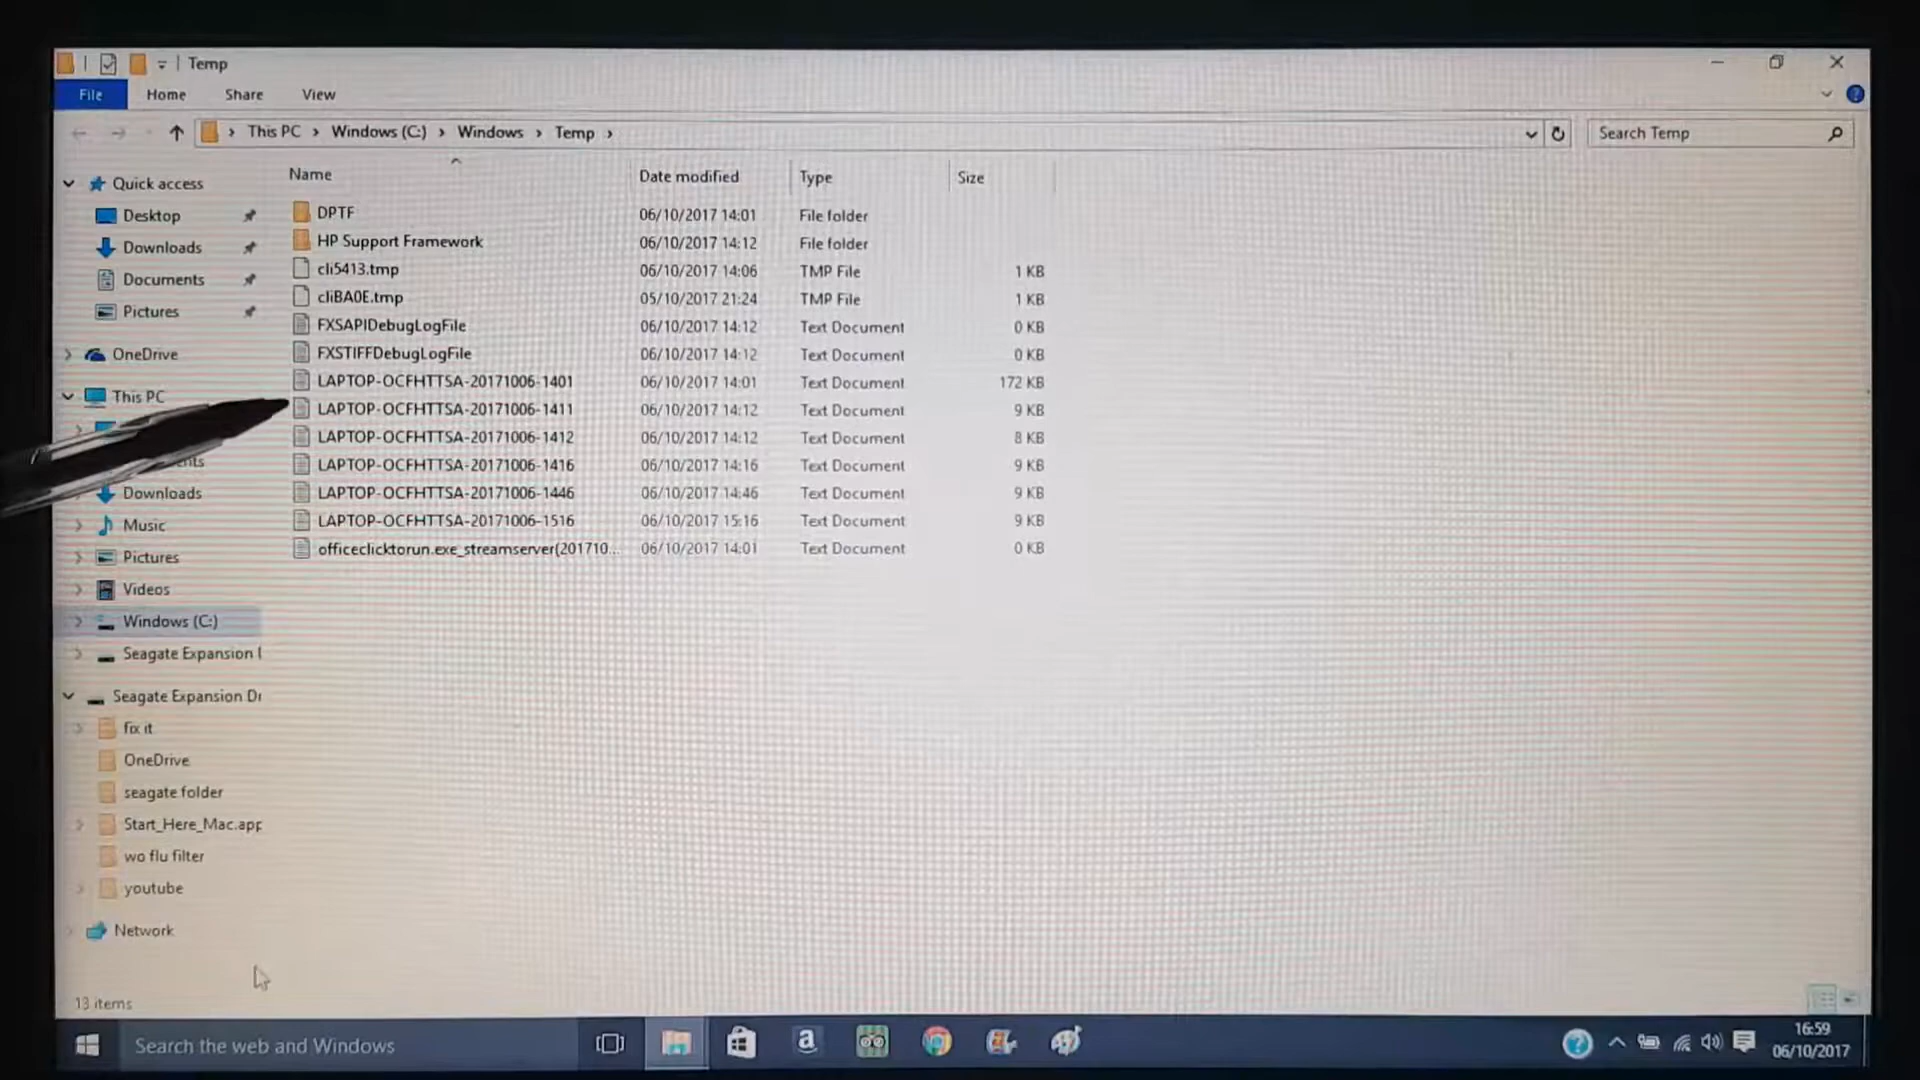 Temp
File Home Share View
This PC > Windows (C:) > Windows > Temp >
Search Temp
Name Date modified Type Size
Quick access
Desktop
Downloads
Documents
Pictures
OneDrive
This PC
Downloads
Music
Pictures
Videos
Windows (C:)
Seagate Expansion
Seagate Expansion
fix it
OneDrive
seagate folder
Start_Here_Mac.app
wo flu filter
youtube
Network
DPTF 06/10/2017 14:01 File folder
HP Support Framework 06/10/2017 14:12 File folder
cli5413.tmp 06/10/2017 14:06 TMP File 1 KB
cliBA0E.tmp 05/10/2017 21:24 TMP File 1 KB
FXSAPIDebugLogFile 06/10/2017 14:12 Text Document 0 KB
FXSTIFFDebugLogFile 06/10/2017 14:12 Text Document 0 KB
LAPTOP-OCFHTTSA-20171006-1401 06/10/2017 14:01 Text Document 172 KB
LAPTOP-OCFHTTSA-20171006-1411 06/10/2017 14:12 Text Document 9 KB
LAPTOP-OCFHTTSA-20171006-1412 06/10/2017 14:12 Text Document 8 KB
LAPTOP-OCFHTTSA-20171006-1416 06/10/2017 14:16 Text Document 9 KB
LAPTOP-OCFHTTSA-20171006-1446 06/10/2017 14:46 Text Document 9 KB
LAPTOP-OCFHTTSA-20171006-1516 06/10/2017 15:16 Text Document 9 KB
officeclicktorun.exe_streamserver(201710... 06/10/2017 14:01 Text Document 0 KB
13 items
Search the web and Windows
16:59
06/10/2017